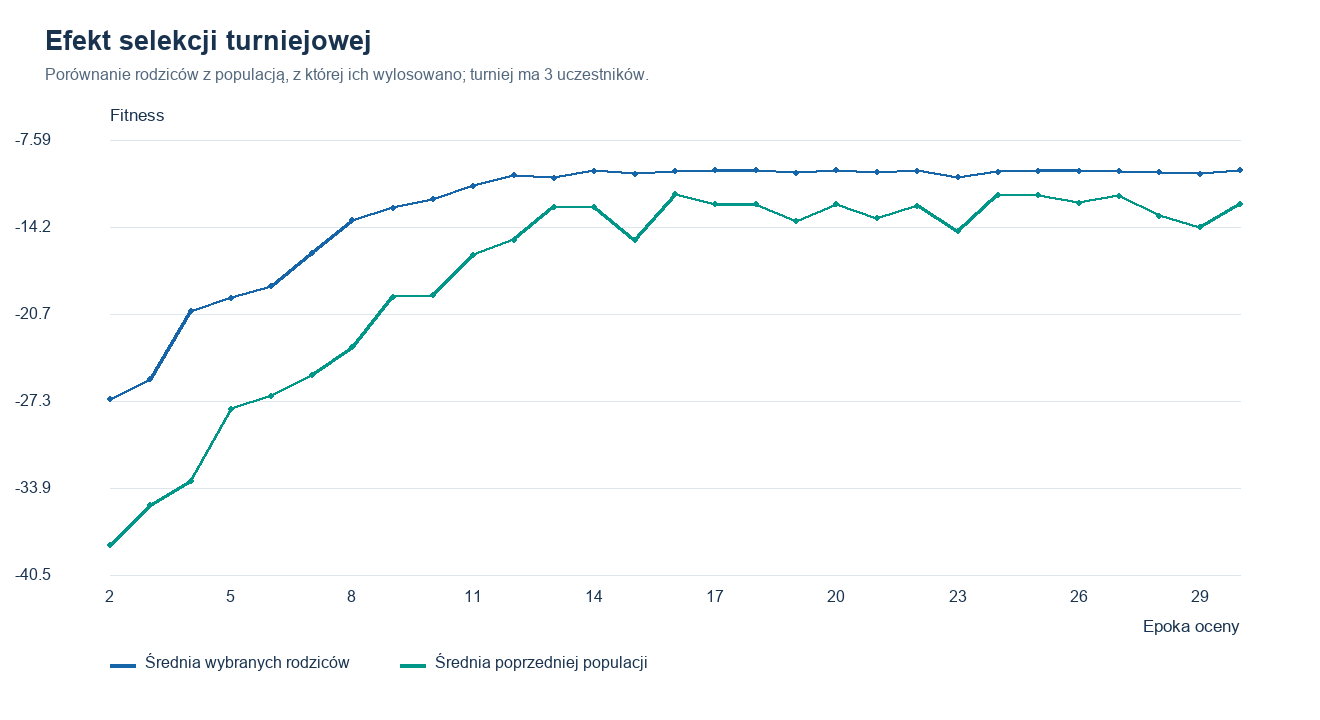 Efekt selekcji turniejowej
Porównanie rodziców z populacją, z której ich wylosowano; turniej ma 3 uczestników.
Fitness
-7.59
-14.2
-20.7
-27.3
-33.9
-40.5
2 5 8 11 14 17 20 23 26 29
Epoka oceny
Średnia wybranych rodziców Średnia poprzedniej populacji